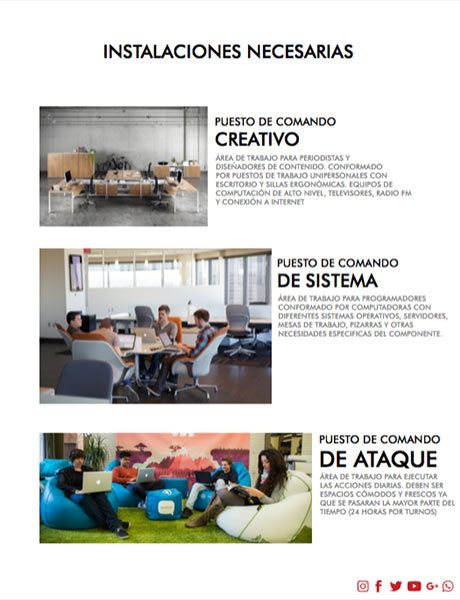 INSTALACIONES NECESARIAS
PUESTO DE COMANDO
CREATIVO
ÁREA DE TRABAJO PARA PERIODISTAS Y
DISEÑADORES DE CONTENIDO. CONFORMADO
POR PUESTOS DE TRABAJO UNIPERSONALES CON
ESCRITORIO Y SILLAS ERGONÓMICAS. EQUIPOS DE
COMPUTACIÓN DE ALTO NIVEL, TELEVISORES, RADIO FM
Y CONEXIÓN A INTERNET
PUESTO DE COMANDO
DE SISTEMA
ÁREA DE TRABAJO PARA PROGRAMADORES
CONFORMADO POR COMPUTADORAS CON
DIFERENTES SISTEMAS OPERATIVOS, SERVIDORES,
MESAS DE TRABAJO, PIZARRAS Y OTRAS
NECESIDADES ESPECIFICAS DEL COMPONENTE.
PUESTO DE COMANDO
DE ATAQUE
ÁREA DE TRABAJO PARA EJECUTAR
LAS ACCIONES DIARIAS. DEBEN SER
ESPACIOS CÓMODOS Y FRESCOS YA
QUE SE PASARAN LA MAYOR PARTE DEL
TIEMPO (24 HORAS POR TURNOS)